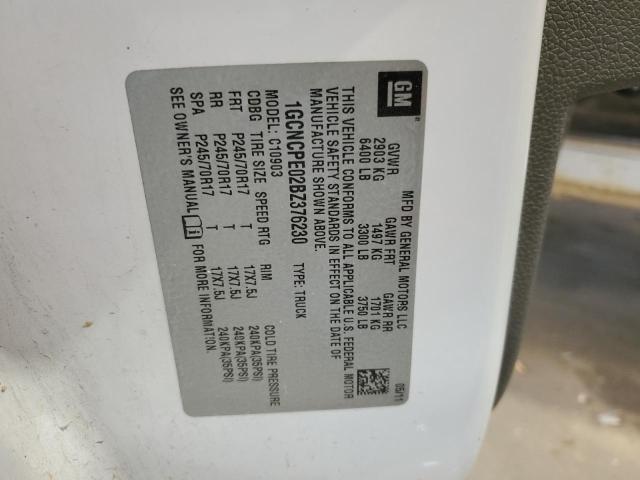 GM
MFD BY GENERAL MOTORS LLC
05/11
GVWR GAWR FRT GAWR RR
2903 KG 1497 KG 1701 KG
6400 LB 3300 LB 3750 LB
THIS VEHICLE CONFORMS TO ALL APPLICABLE U.S. FEDERAL MOTOR
VEHICLE SAFETY STANDARDS IN EFFECT ON THE DATE OF
MANUFACTURE SHOWN ABOVE.
1GCNCPE02BZ376230 TYPE: TRUCK
MODEL: C10903
CDBG TIRE SIZE SPEED RTG RIM COLD TIRE PRESSURE
FRT P245/70R17 T 17X7.5J 240KPA(35PSI)
RR P245/70R17 T 17X7.5J 240KPA(35PSI)
SPA P245/70R17 T 17X7.5J 240KPA(35PSI)
SEE OWNER'S MANUAL FOR MORE INFORMATION.